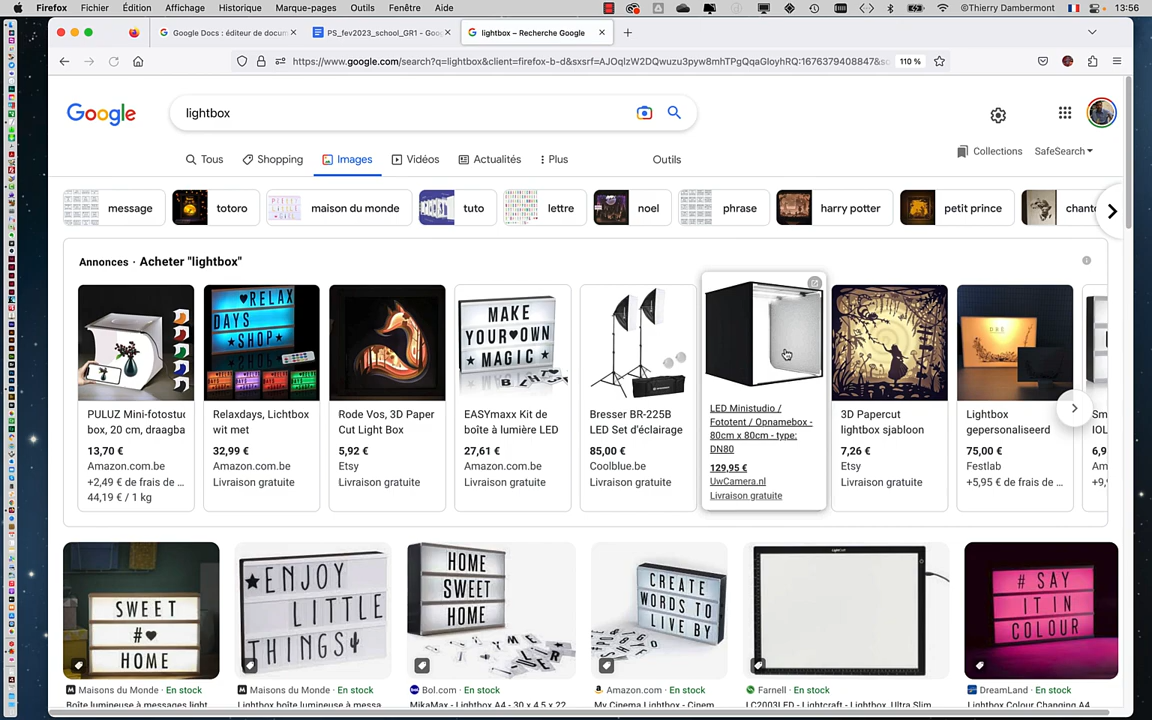 Firefox Fichier Édition Affichage Historique Marque-pages Outils Fenêtre Aide ©Thierry Dambermont 13:56
Google Docs : éditeur de docum
PS_fev2023_school_GR1 - Goo
lightbox – Recherche Google
https://www.google.com/search?q=lightbox&client=firefox-b-d&sxsrf=AJOqlzW2DQwuzu3pyw8mhTPgQqaGloyhRQ:1676379408847&sc
110 %
Google
lightbox
Collections SafeSearch
Tous Shopping Images Vidéos Actualités Plus Outils
message totoro maison du monde tuto lettre noel phrase harry potter petit prince chant
Annonces · Acheter "lightbox"
RELAX
DAYS
SHOP
MAKE
YOUR♥OWN
★ MAGIC ★
PULUZ Mini-fotostuc
box, 20 cm, draagba
13,70 €
Amazon.com.be
+2,49 € de frais de ...
44,19 € / 1 kg
Relaxdays, Lichtbox
wit met
32,99 €
Amazon.com.be
Livraison gratuite
Rode Vos, 3D Paper
Cut Light Box
5,92 €
Etsy
Livraison gratuite
EASYmaxx Kit de
boîte à lumière LED
27,61 €
Amazon.com.be
Livraison gratuite
Bresser BR-225B
LED Set d'éclairage
85,00 €
Coolblue.be
Livraison gratuite
LED Ministudio /
Fototent / Opnamebox -
80cm x 80cm - type:
DN80
129,95 €
UwCamera.nl
Livraison gratuite
3D Papercut
lightbox sjabloon
7,26 €
Etsy
Livraison gratuite
Lightbox
gepersonaliseerd
75,00 €
Festlab
+5,95 € de frais de ...
Sm
IOL
6,9
Am
+9,
SWEET
#♥
HOME
★ENJOY
LITTLE
THINGS
HOME
SWEET
HOME
CREATE
WORDS TO
LIVE BY
# SAY
IT IN
COLOUR
Maisons du Monde · En stock
Boîte lumineuse à messages light
Maisons du Monde · En stock
Lightbox boîte lumineuse à messa
Bol.com · En stock
MikaMax - Lightbox A4 - 30 x 4.5 x 22
Amazon.com · En stock
My Cinema Lightbox - Cinem
Farnell · En stock
LC2003LED - Lightcraft - Lightbox, Ultra Slim
DreamLand · En stock
Lightbox Colour Changing A4